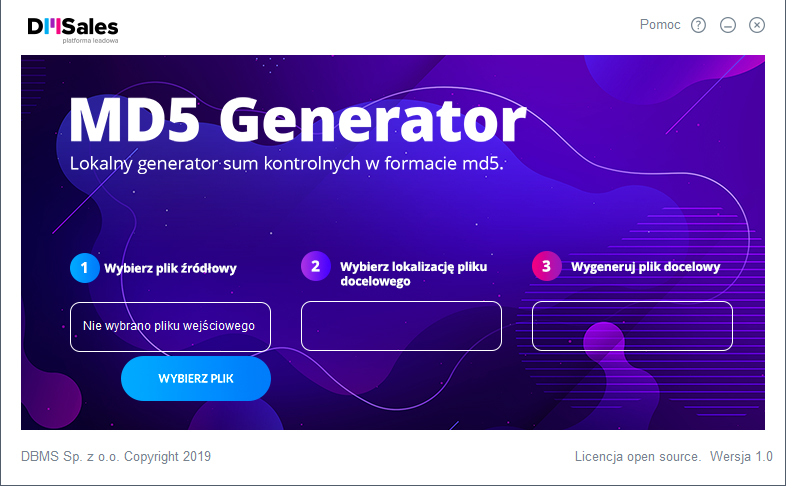 DMSales
platforma leadowa
Pomoc ?
MD5 Generator
Lokalny generator sum kontrolnych w formacie md5.
1 Wybierz plik źródłowy
2 Wybierz lokalizację pliku
docelowego
3 Wygeneruj plik docelowy
Nie wybrano pliku wejściowego
WYBIERZ PLIK
DBMS Sp. z o.o. Copyright 2019
Licencja open source. Wersja 1.0